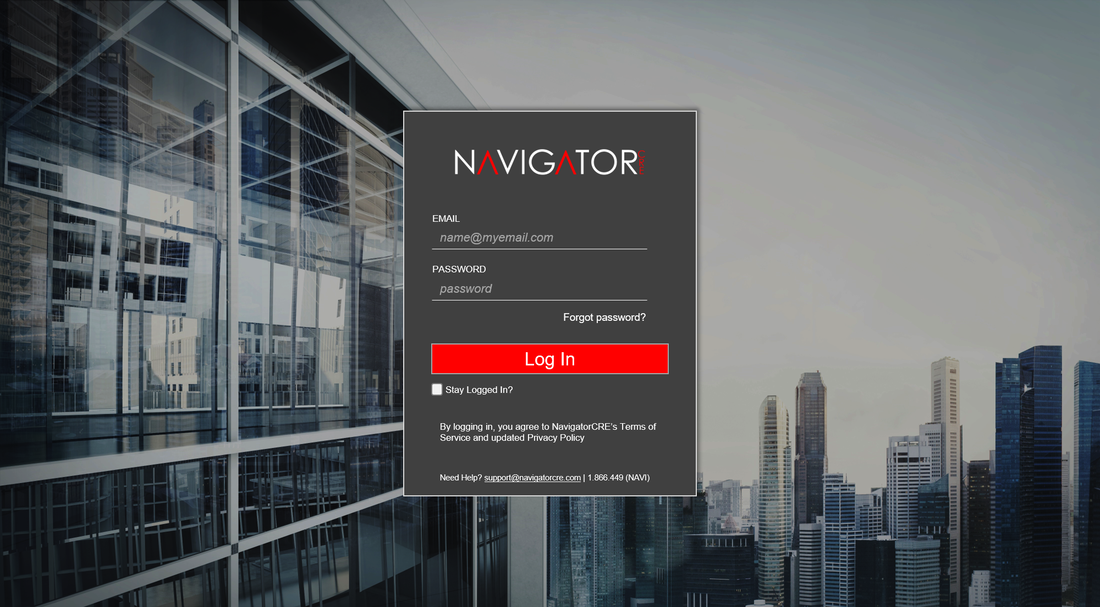 NAVIGATOR
EMAIL
name@myemail.com
PASSWORD
password
Forgot password?
Log In
Stay Logged In?
By logging in, you agree to NavigatorCRE's Terms of
Service and updated Privacy Policy
Need Help? support@navigatorcre.com | 1.866.449 (NAVI)